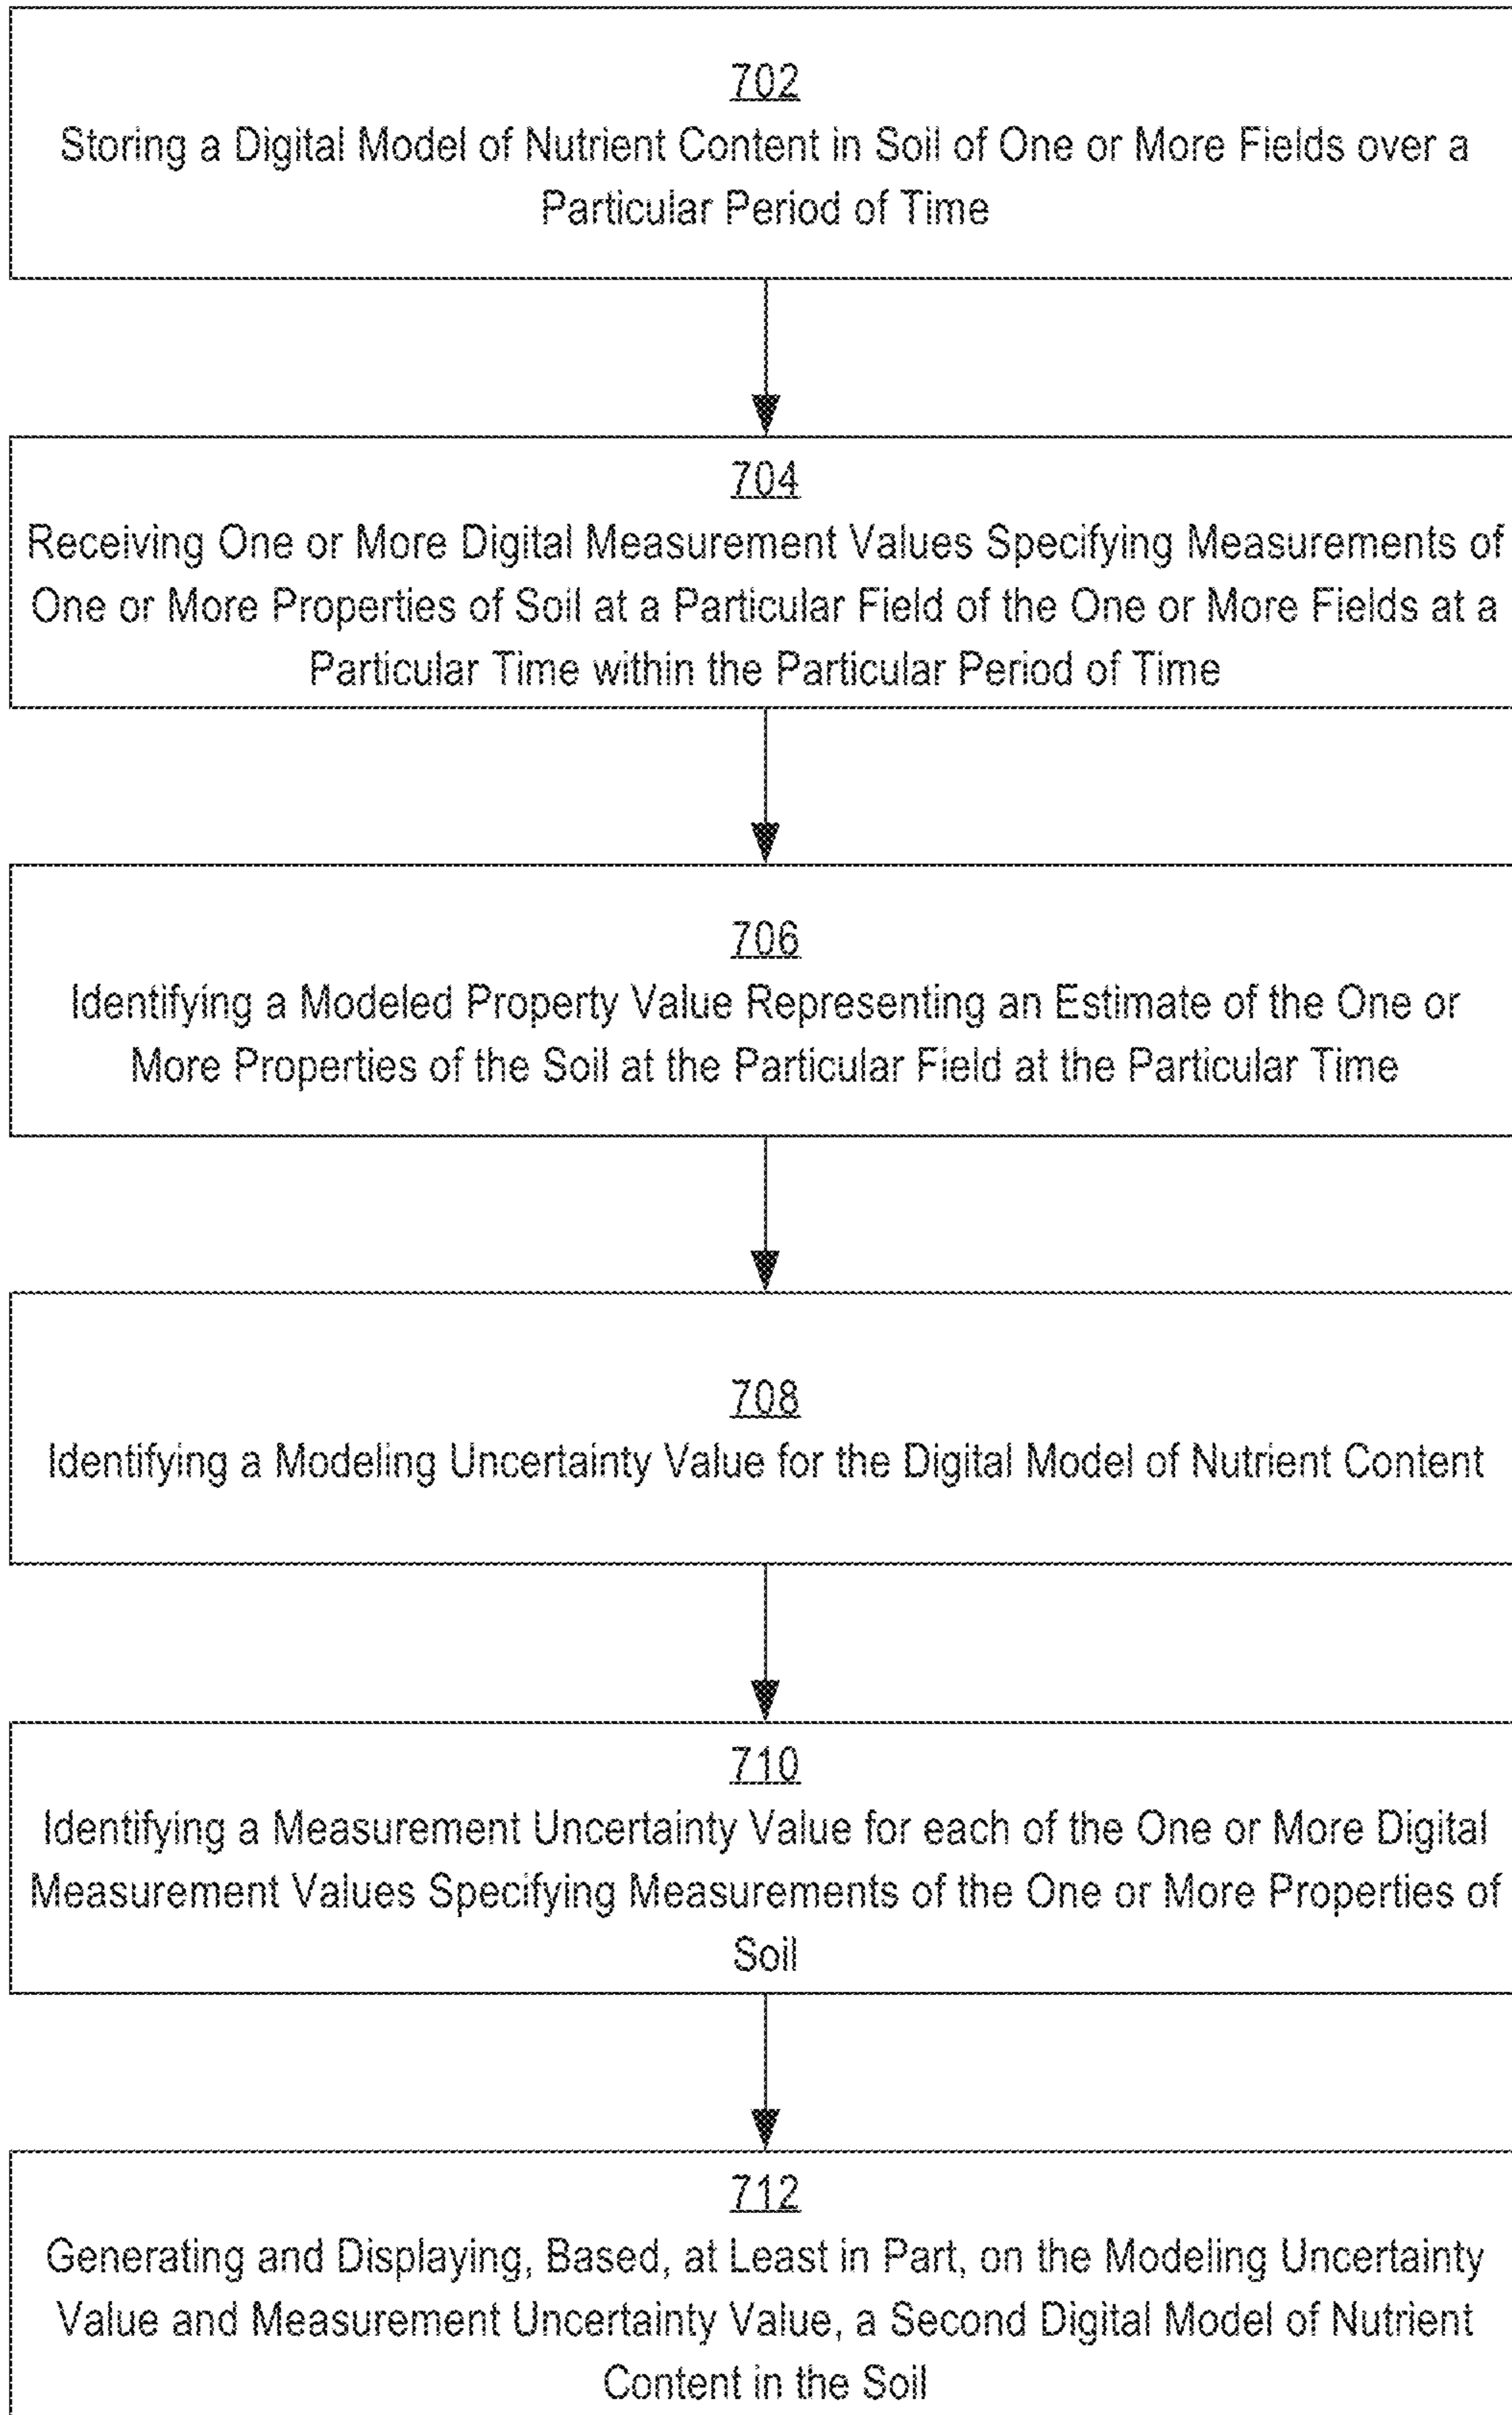 702
Storing a Digital Model of Nutrient Content in Soil of One or More Fields over a
Particular Period of Time
704
Receiving One or More Digital Measurement Values Specifying Measurements of
One or More Properties of Soil at a Particular Field of the One or More Fields at a
Particular Time within the Particular Period of Time
706
Identifying a Modeled Property Value Representing an Estimate of the One or
More Properties of the Soil at the Particular Field at the Particular Time
708
Identifying a Modeling Uncertainty Value for the Digital Model of Nutrient Content
710
Identifying a Measurement Uncertainty Value for each of the One or More Digital
Measurement Values Specifying Measurements of the One or More Properties of
Soil
712
Generating and Displaying, Based, at Least in Part, on the Modeling Uncertainty
Value and Measurement Uncertainty Value, a Second Digital Model of Nutrient
Content in the Soil